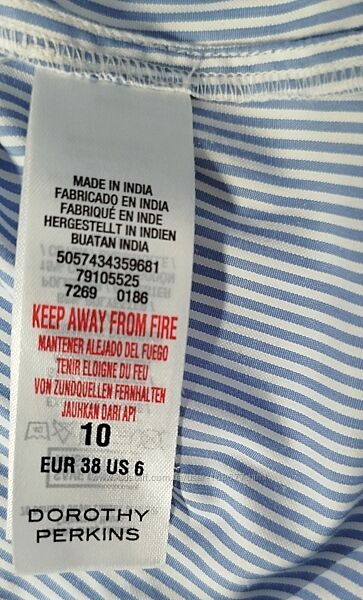 MADE IN INDIA
FABRICADO EN INDIA
FABRIQUÉ EN INDE
HERGESTELLT IN INDIEN
BUATAN INDIA
5057434359681
79105525
7269 0186
KEEP AWAY FROM FIRE
MANTENER ALEJADO DEL FUEGO
TENIR ELOIGNE DU FEU
VON ZUNDQUELLEN FERNHALTEN
JAUHKAN DARI API
10
EUR 38 US 6
DOROTHY
PERKINS